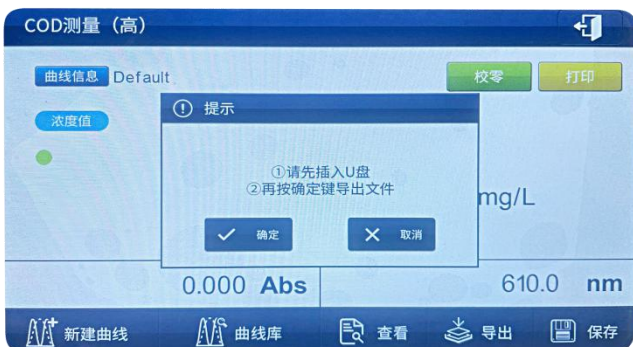 COD测量（高）
曲线信息 Default
校零
打印
浓度值
提示
①请先插入U盘
②再按确定键导出文件
mg/L
确定
取消
0.000 Abs
610.0 nm
新建曲线
曲线库
查看
导出
保存